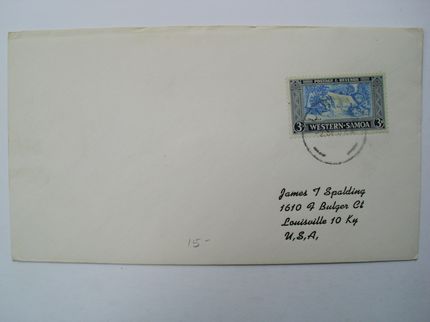 POSTAGE & REVENUE
3d 3d
WESTERN-SAMOA
James T Spalding
1610 A Bulger Ct
Louisville 10 Ky
U,S,A,
15-